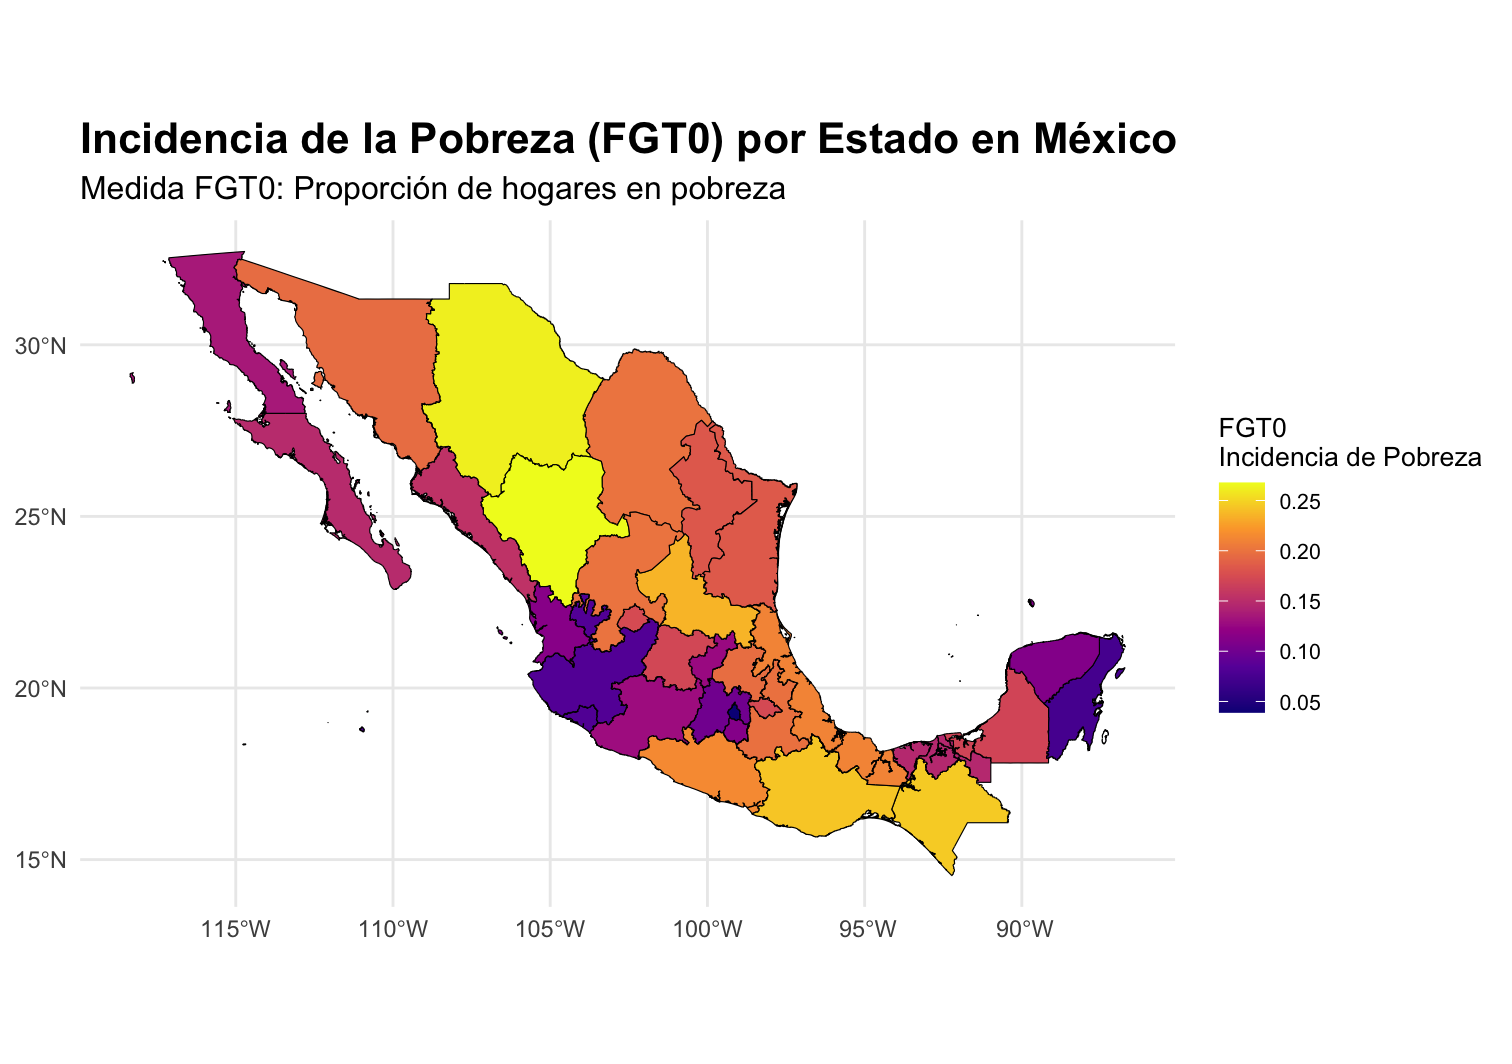 Incidencia de la Pobreza (FGT0) por Estado en México
Medida FGT0: Proporción de hogares en pobreza
30°N
25°N
20°N
15°N
115°W
110°W
105°W
100°W
95°W
90°W
FGT0
Incidencia de Pobreza
0.25
0.20
0.15
0.10
0.05